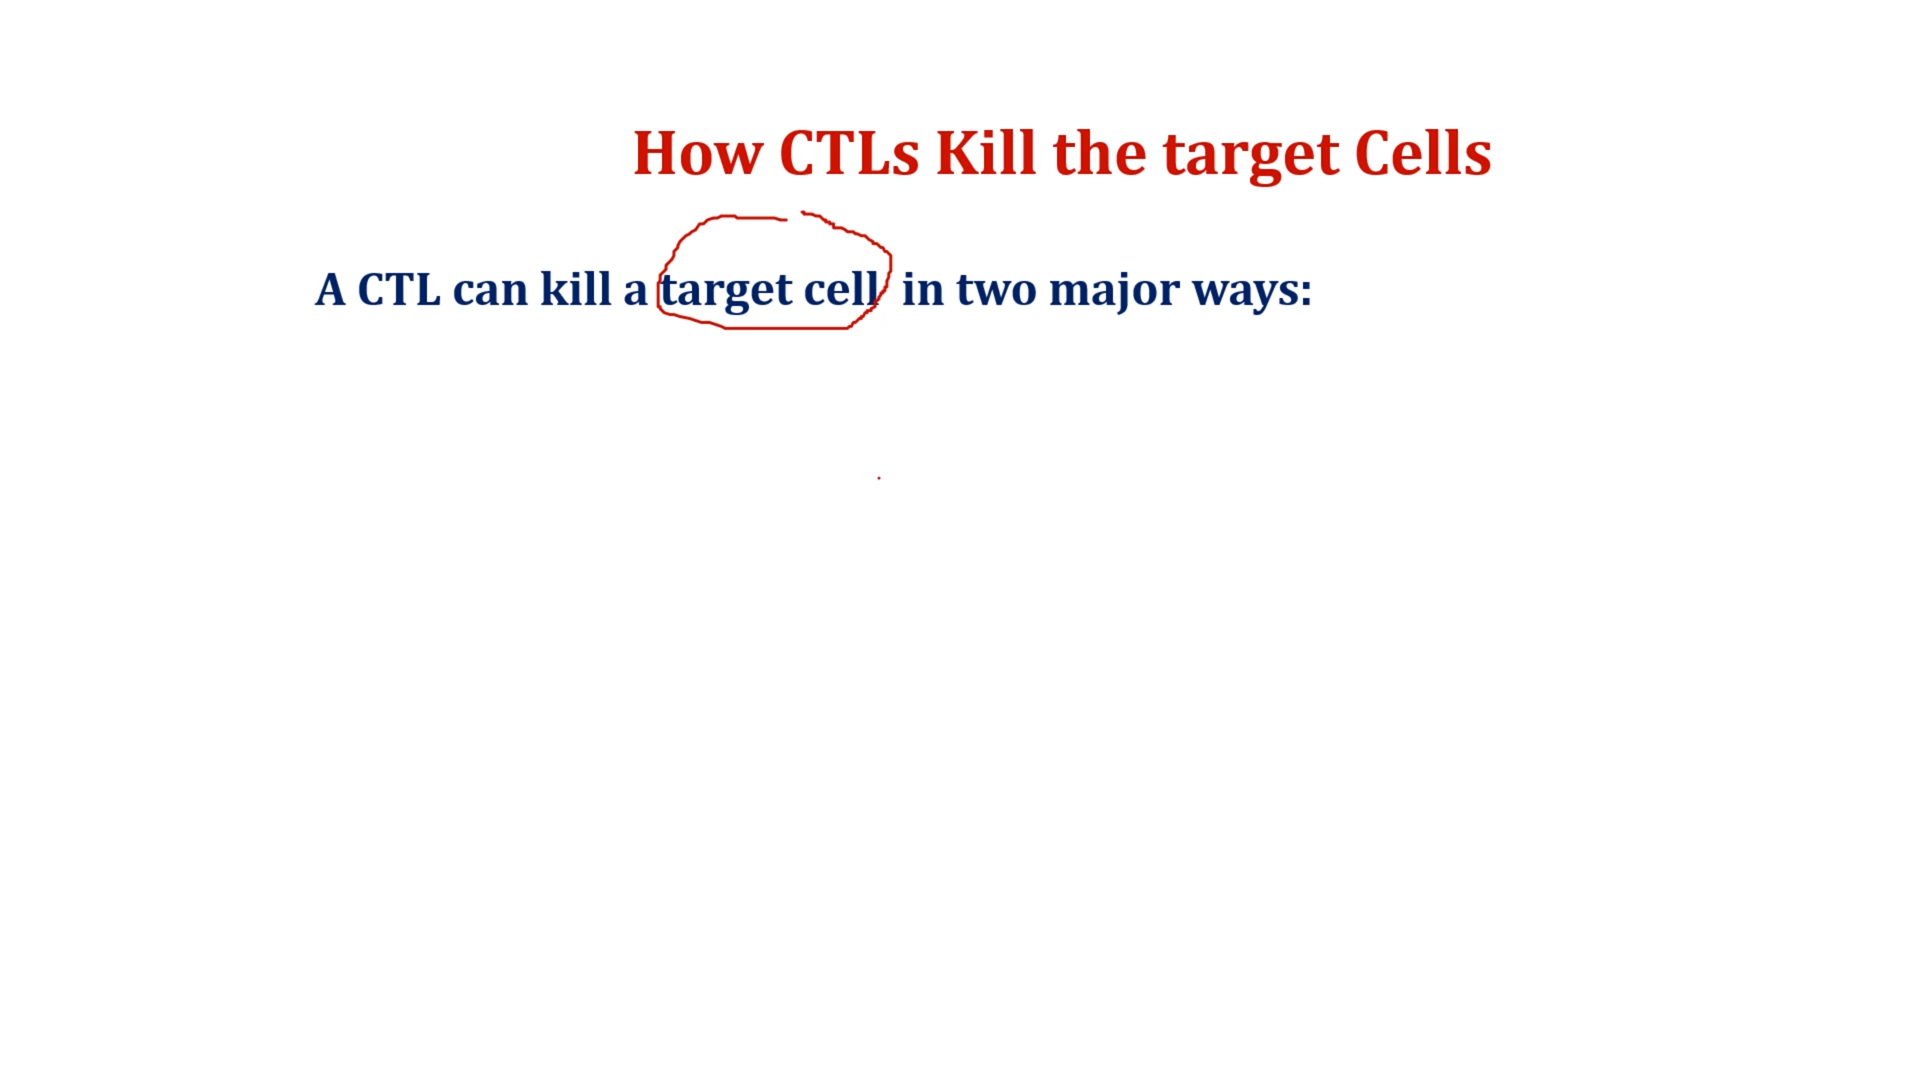 How CTLs Kill the target Cells
A CTL can kill a target cell in two major ways: